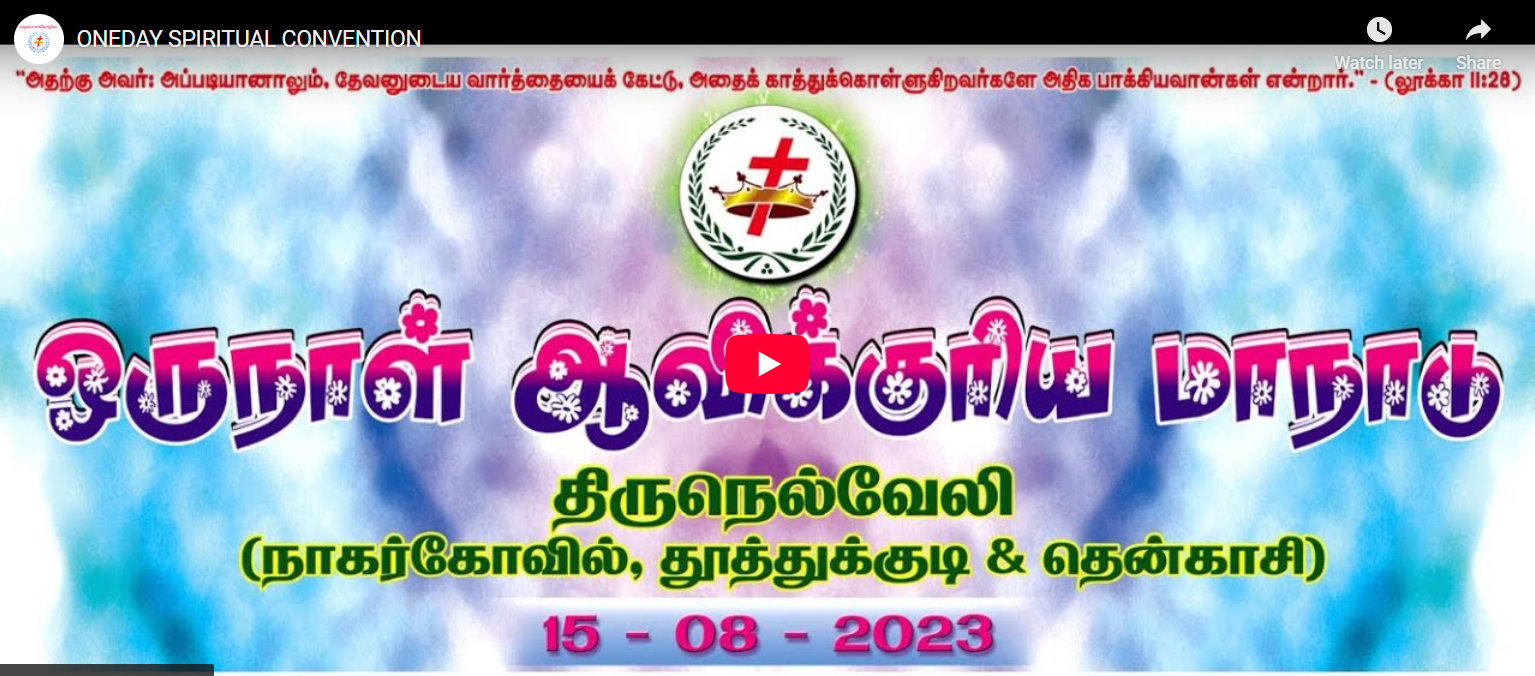 ONEDAY SPIRITUAL CONVENTION
Watch later
Share
“அதற்கு அவர்: அப்படியானாலும், தேவனுடைய வார்த்தையைக் கேட்டு, அதைக் காத்துக்கொள்ளுகிறவர்களே அதிக பாக்கியவான்கள் என்றார்.” - (லூக்கா 11:28)
ஒருநாள் ஆவிக்குரிய மாநாடு
திருநெல்வேலி
(நாகர்கோவில், தூத்துக்குடி & தென்காசி)
15 - 08 - 2023